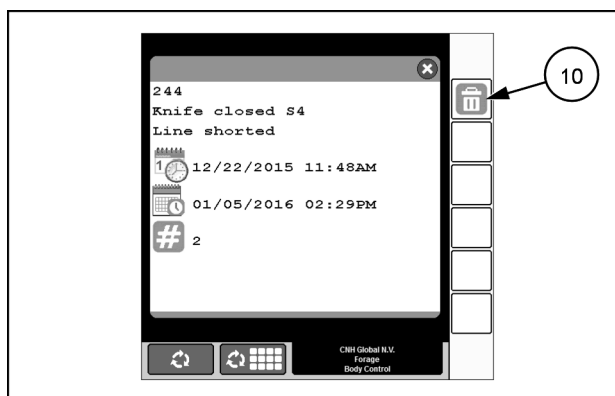 244
Knife closed S4
Line shorted
1
12/22/2015 11:48AM
01/05/2016 02:29PM
# 2
10
CNH Global N.V.
Forage
Body Control